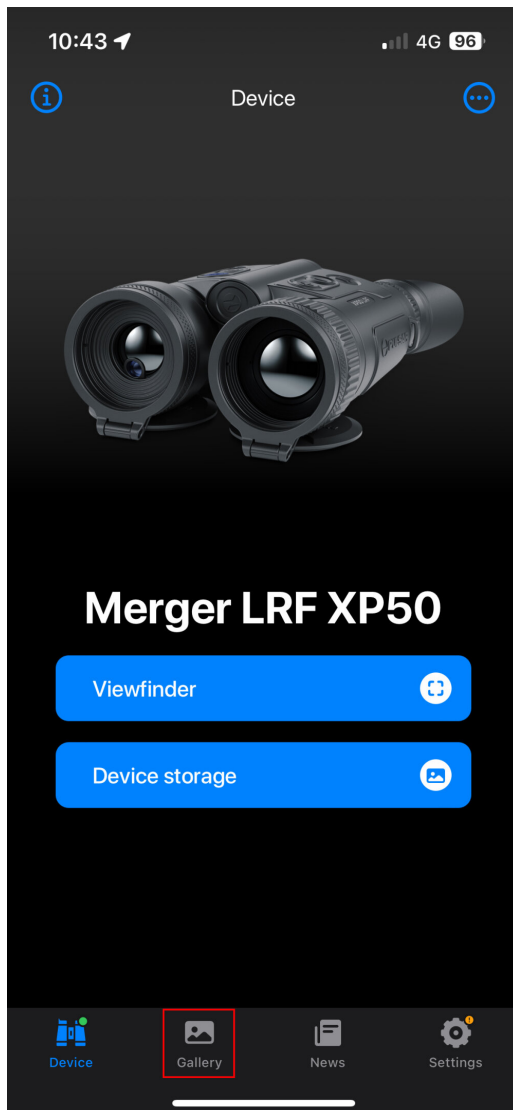 10:43
4G 96
Device
Merger LRF XP50
Viewfinder
Device storage
Device
Gallery
News
Settings